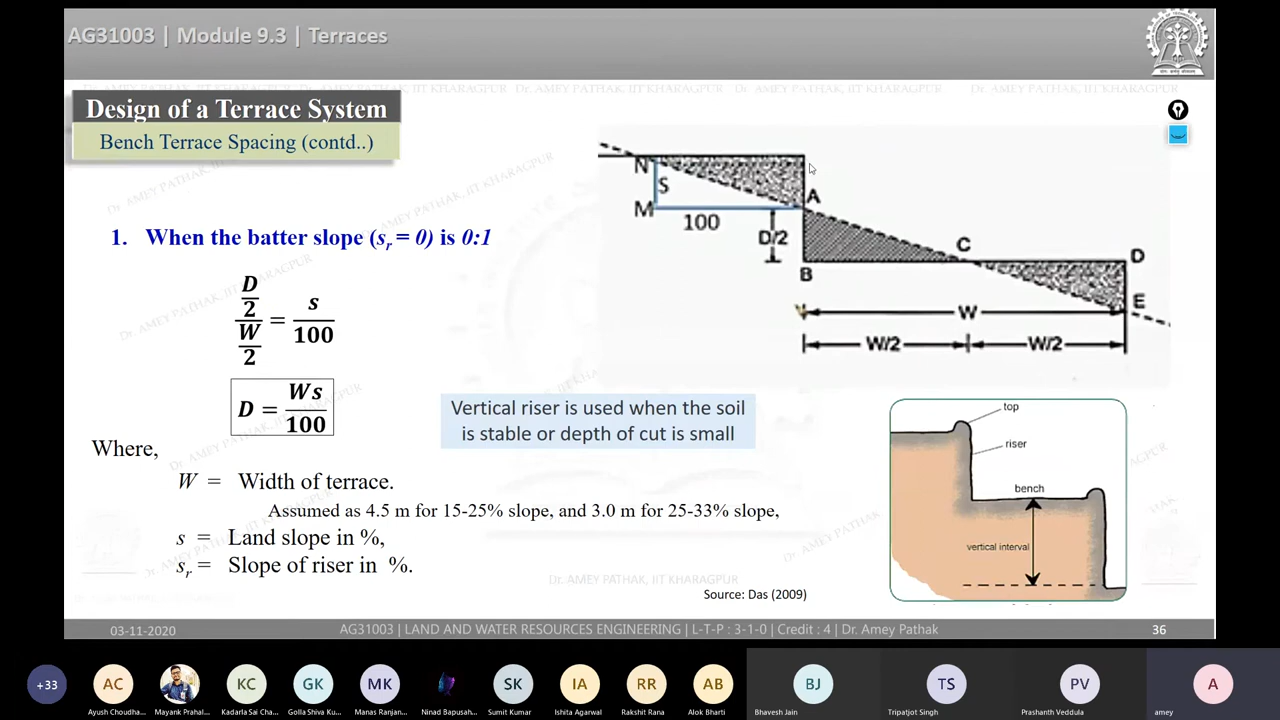 AG31003 | Module 9.3 | Terraces
Dr. AMEY PATHAK, IIT KHARAGPUR
Design of a Terrace System
Bench Terrace Spacing (contd..)
1. When the batter slope (sr = 0) is 0:1
D/2 / W/2 = s/100
D = Ws/100
Where,
W = Width of terrace.
Assumed as 4.5 m for 15-25% slope, and 3.0 m for 25-33% slope,
s = Land slope in %,
sr = Slope of riser in %.
Vertical riser is used when the soil
is stable or depth of cut is small
N
S
M
100
A
D/2
B
C
D
E
W
W/2
W/2
top
riser
bench
vertical interval
Dr. AMEY PATHAK, IIT KHARAGPUR
Source: Das (2009)
03-11-2020
AG31003 | LAND AND WATER RESOURCES ENGINEERING | L-T-P : 3-1-0 | Credit : 4 | Dr. Amey Pathak
36
+33
AC
KC
GK
MK
SK
IA
RR
AB
BJ
TS
PV
A
Ayush Choudha...
Mayank Prahal...
Kadarla Sai Cha...
Golla Shiva Ku...
Manas Ranjan...
Ninad Bapusah...
Sumit Kumar
Ishita Agarwal
Rakshit Rana
Alok Bharti
Bhavesh Jain
Tripatjot Singh
Prashanth Veddula
amey